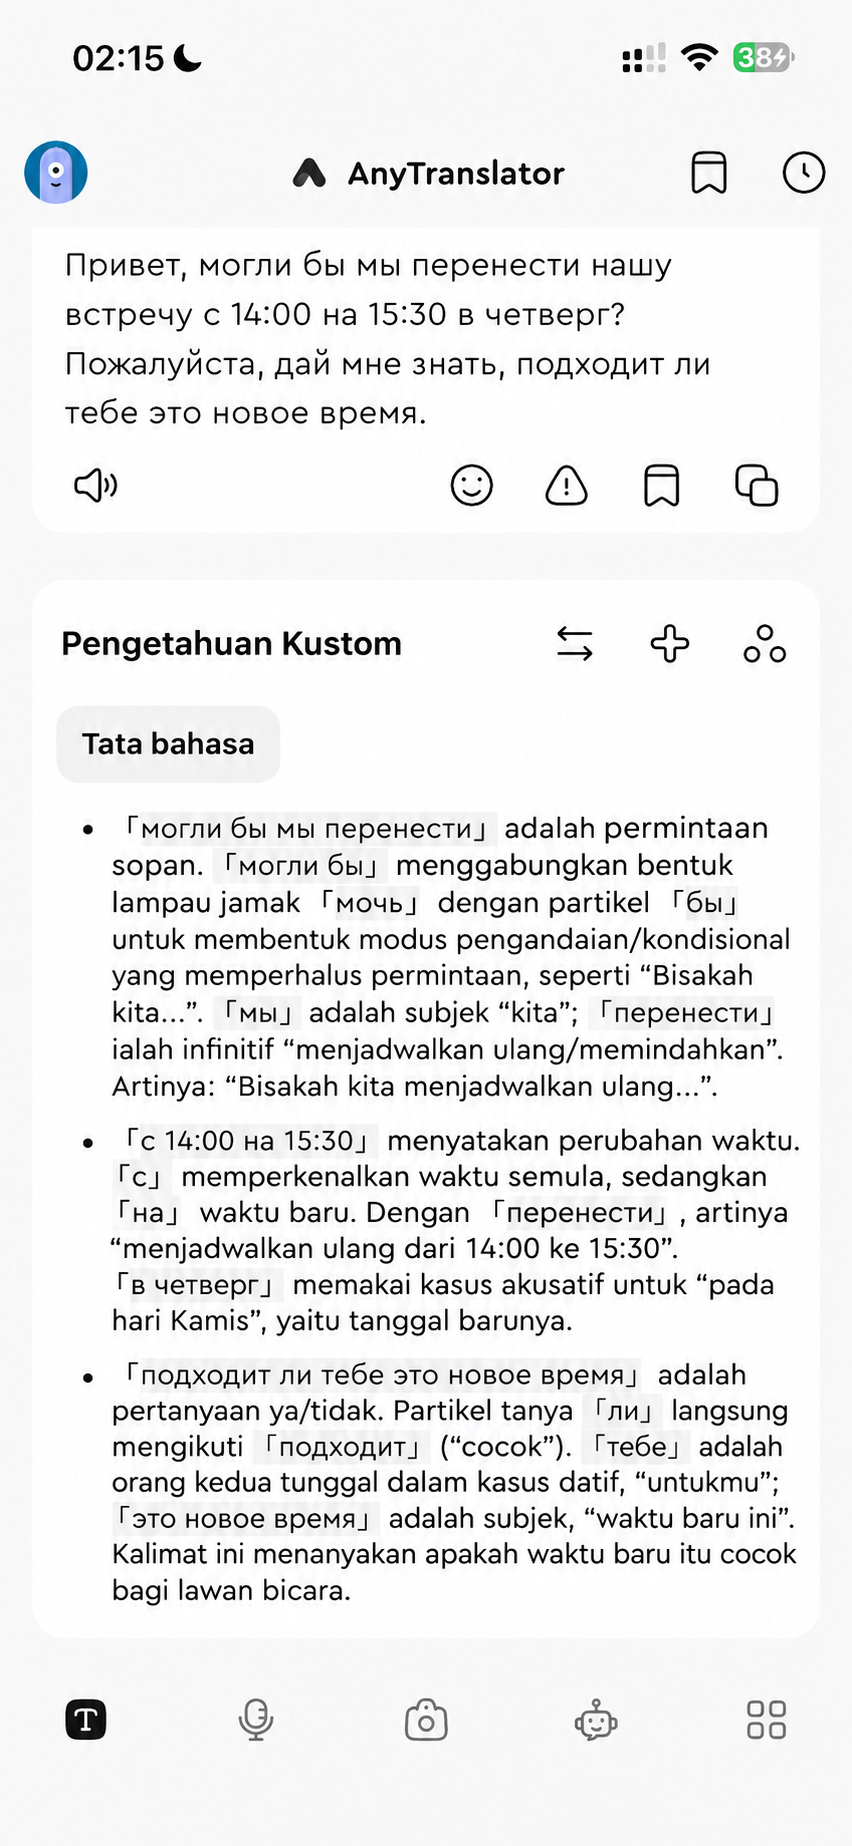 02:15
38
AnyTranslator
Привет, могли бы мы перенести нашу
встречу с 14:00 на 15:30 в четверг?
Пожалуйста, дай мне знать, подходит ли
тебе это новое время.
Pengetahuan Kustom
Tata bahasa
• 「могли бы мы перенести」 adalah permintaan
sopan. 「могли бы」 menggabungkan bentuk
lampau jamak 「мочь」 dengan partikel 「бы」
untuk membentuk modus pengandaian/kondisional
yang memperhalus permintaan, seperti “Bisakah
kita...”. 「мы」 adalah subjek “kita”; 「перенести」
ialah infinitif “menjadwalkan ulang/memindahkan”.
Artinya: “Bisakah kita menjadwalkan ulang...”.
• 「с 14:00 на 15:30」 menyatakan perubahan waktu.
「с」 memperkenalkan waktu semula, sedangkan
「на」 waktu baru. Dengan 「перенести」, artinya
“menjadwalkan ulang dari 14:00 ke 15:30”.
「в четверг」 memakai kasus akusatif untuk “pada
hari Kamis”, yaitu tanggal barunya.
• 「подходит ли тебе это новое время」 adalah
pertanyaan ya/tidak. Partikel tanya 「ли」 langsung
mengikuti 「подходит」 (“cocok”). 「тебе」 adalah
orang kedua tunggal dalam kasus datif, “untukmu”;
「это новое время」 adalah subjek, “waktu baru ini”.
Kalimat ini menanyakan apakah waktu baru itu cocok
bagi lawan bicara.
T